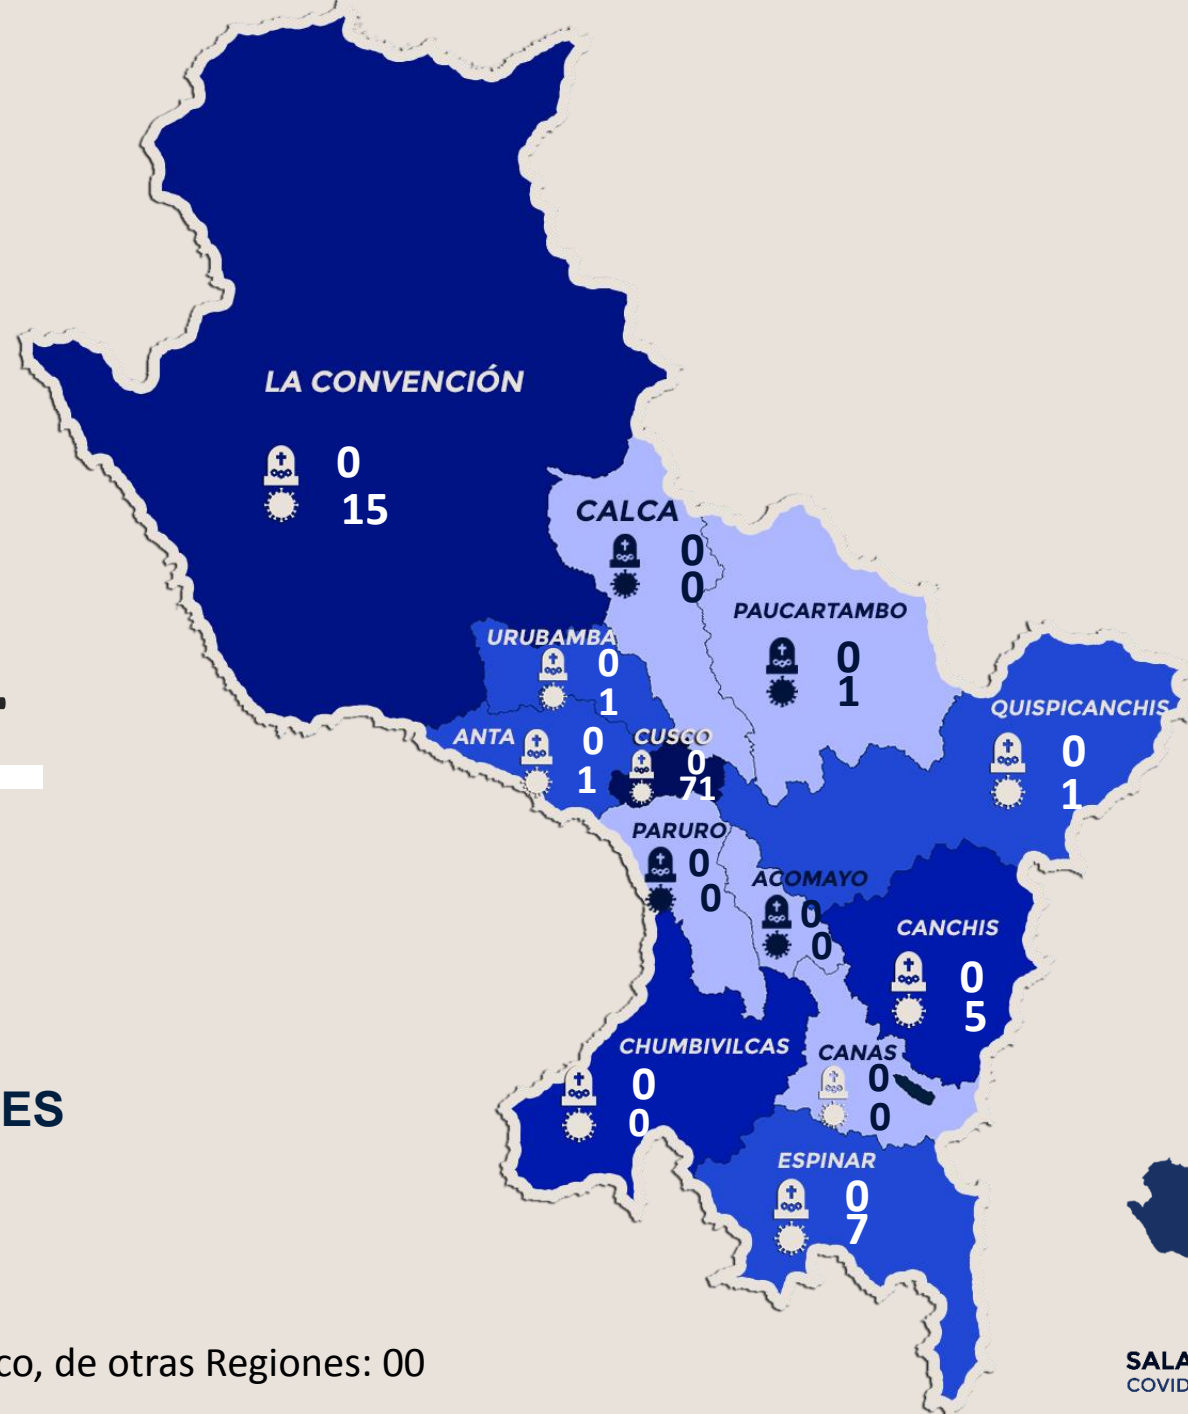 LA CONVENCIÓN
0
15
CALCA
0
0
PAUCARTAMBO
0
1
URUBAMBA
0
1
QUISPICANCHIS
0
1
ANTA
0
1
CUSCO
0
71
PARURO
0
0
ACOMAYO
0
0
CANCHIS
0
5
CHUMBIVILCAS
0
0
CANAS
0
0
ES
ESPINAR
0
7
co, de otras Regiones: 00
SALA
COVID